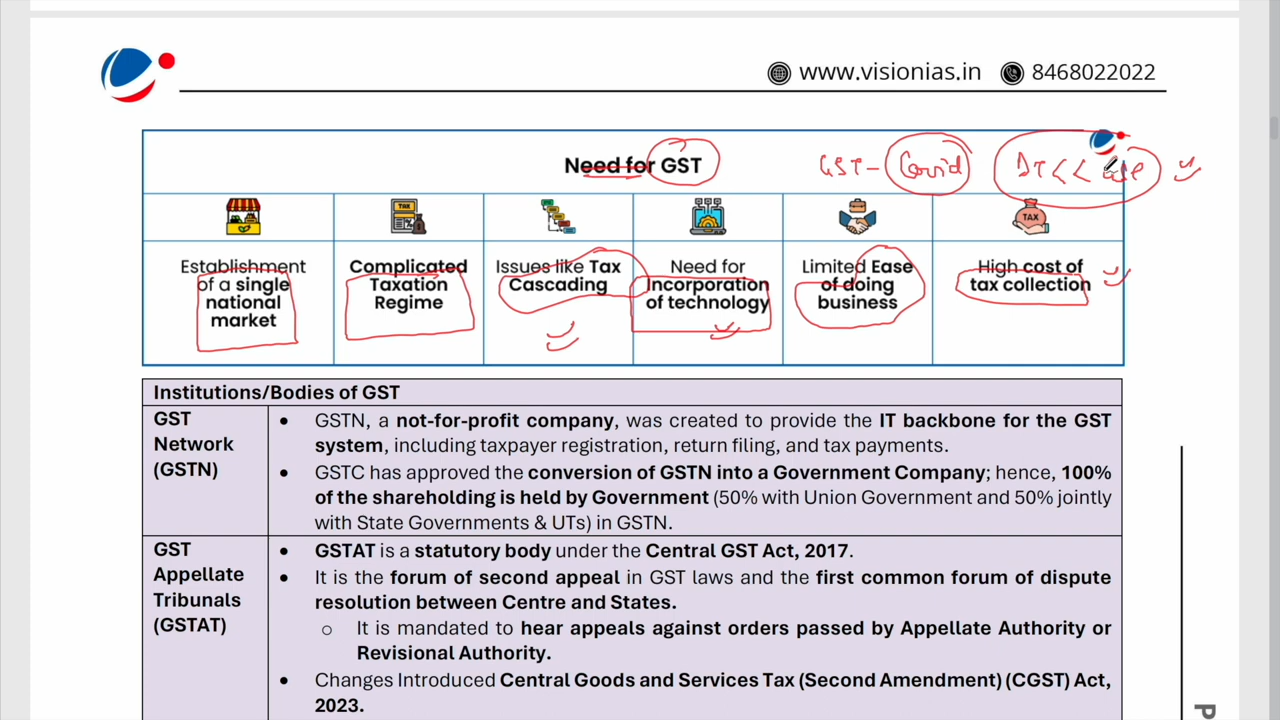 www.visionias.in 8468022022
Need for GST GST - Covid
Establishment of a single national market
Complicated Taxation Regime
Issues like Tax Cascading
Need for Incorporation of technology
Limited Ease of doing business
High cost of tax collection
TAX
TAX
Institutions/Bodies of GST
GST Network (GSTN)
• GSTN, a not-for-profit company, was created to provide the IT backbone for the GST
system, including taxpayer registration, return filing, and tax payments.
• GSTC has approved the conversion of GSTN into a Government Company; hence, 100%
of the shareholding is held by Government (50% with Union Government and 50% jointly
with State Governments & UTs) in GSTN.
GST Appellate Tribunals (GSTAT)
• GSTAT is a statutory body under the Central GST Act, 2017.
• It is the forum of second appeal in GST laws and the first common forum of dispute
resolution between Centre and States.
o It is mandated to hear appeals against orders passed by Appellate Authority or
Revisional Authority.
• Changes Introduced Central Goods and Services Tax (Second Amendment) (CGST) Act,
2023.
P